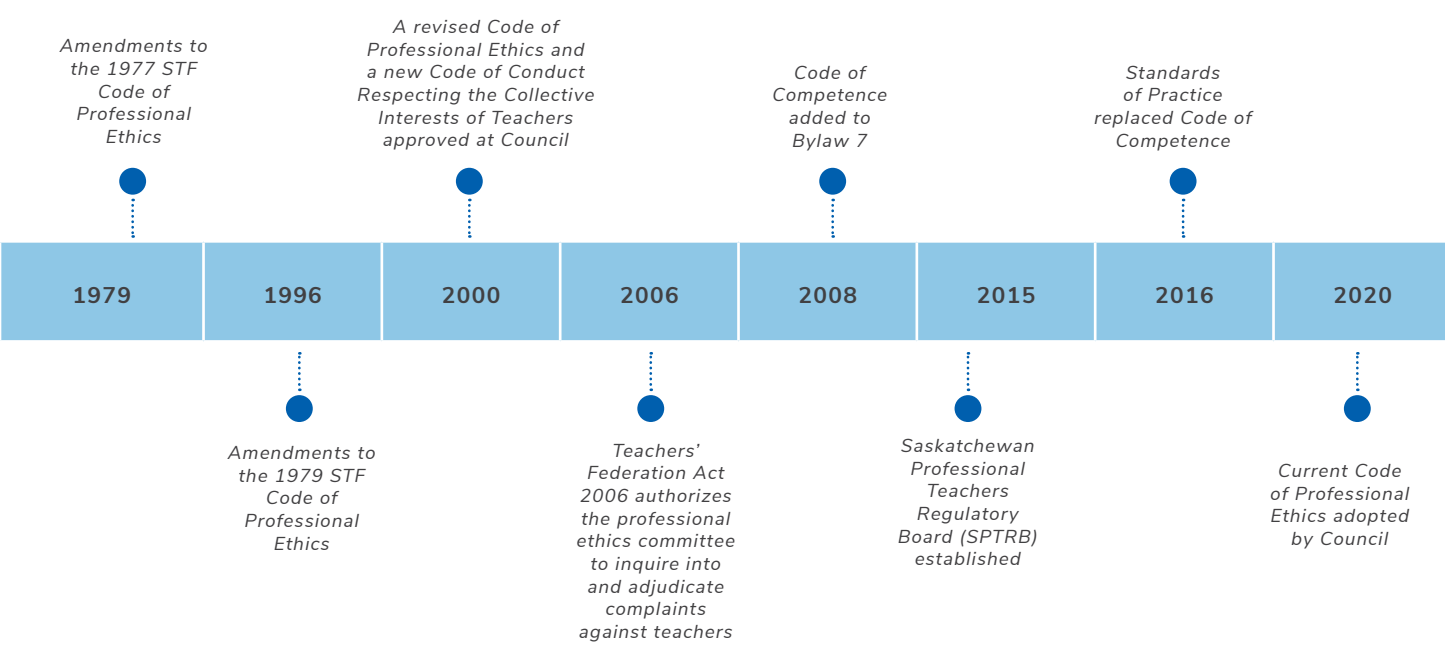 Amendments to
the 1977 STF
Code of
Professional
Ethics
A revised Code of
Professional Ethics and
a new Code of Conduct
Respecting the Collective
Interests of Teachers
approved at Council
Code of
Competence
added to
Bylaw 7
Standards
of Practice
replaced Code of
Competence
1979
1996
2000
2006
2008
2015
2016
2020
Amendments to
the 1979 STF
Code of
Professional
Ethics
Teachers’
Federation Act
2006 authorizes
the professional
ethics committee
to inquire into
and adjudicate
complaints
against teachers
Saskatchewan
Professional
Teachers
Regulatory
Board (SPTRB)
established
Current Code
of Professional
Ethics adopted
by Council